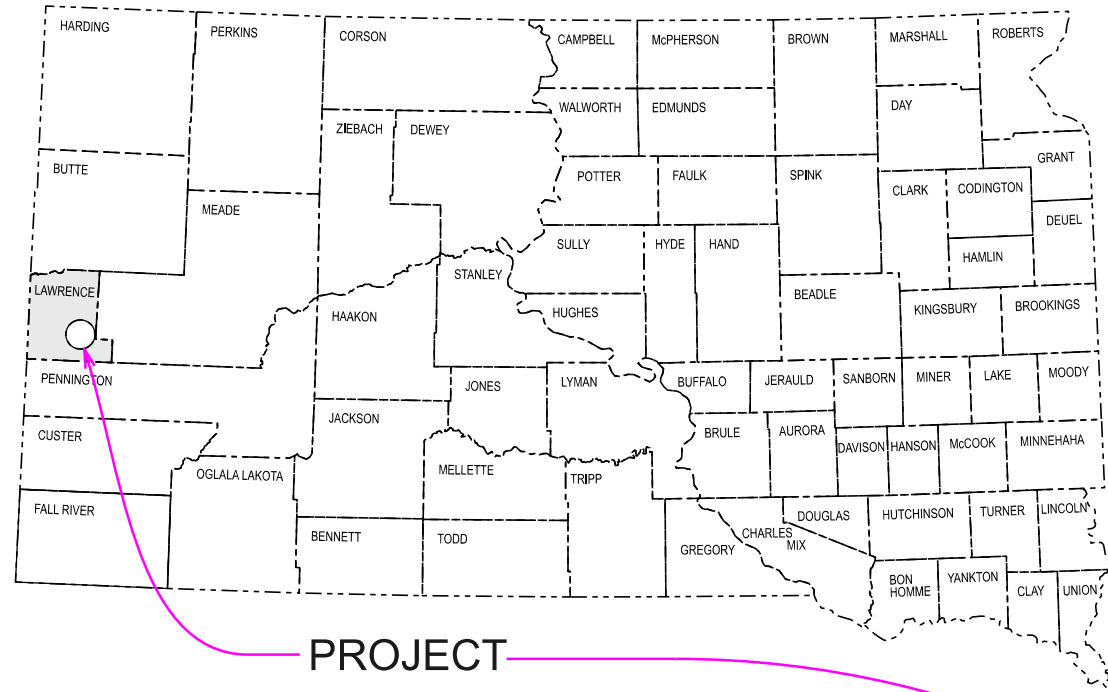 HARDING
PERKINS
CORSON
CAMPBELL
McPHERSON
BROWN
MARSHALL
ROBERTS
WALWORTH
EDMUNDS
DAY
ZIEBACH
DEWEY
GRANT
BUTTE
POTTER
FAULK
SPINK
CLARK
CODINGTON
MEADE
DEUEL
SULLY
HYDE
HAND
HAMLIN
STANLEY
LAWRENCE
BEADLE
KINGSBURY
BROOKINGS
HAAKON
HUGHES
PENNINGTON
JONES
LYMAN
BUFFALO
JERAULD
SANBORN
MINER
LAKE
MOODY
JACKSON
CUSTER
BRULE
AURORA
DAVISON
HANSON
McCOOK
MINNEHAHA
OGLALA LAKOTA
MELLETTE
TRIPP
FALL RIVER
DOUGLAS
HUTCHINSON
TURNER
LINCOLN
BENNETT
TODD
GREGORY
CHARLES
MIX
BON
HOMME
YANKTON
CLAY
UNION
PROJECT